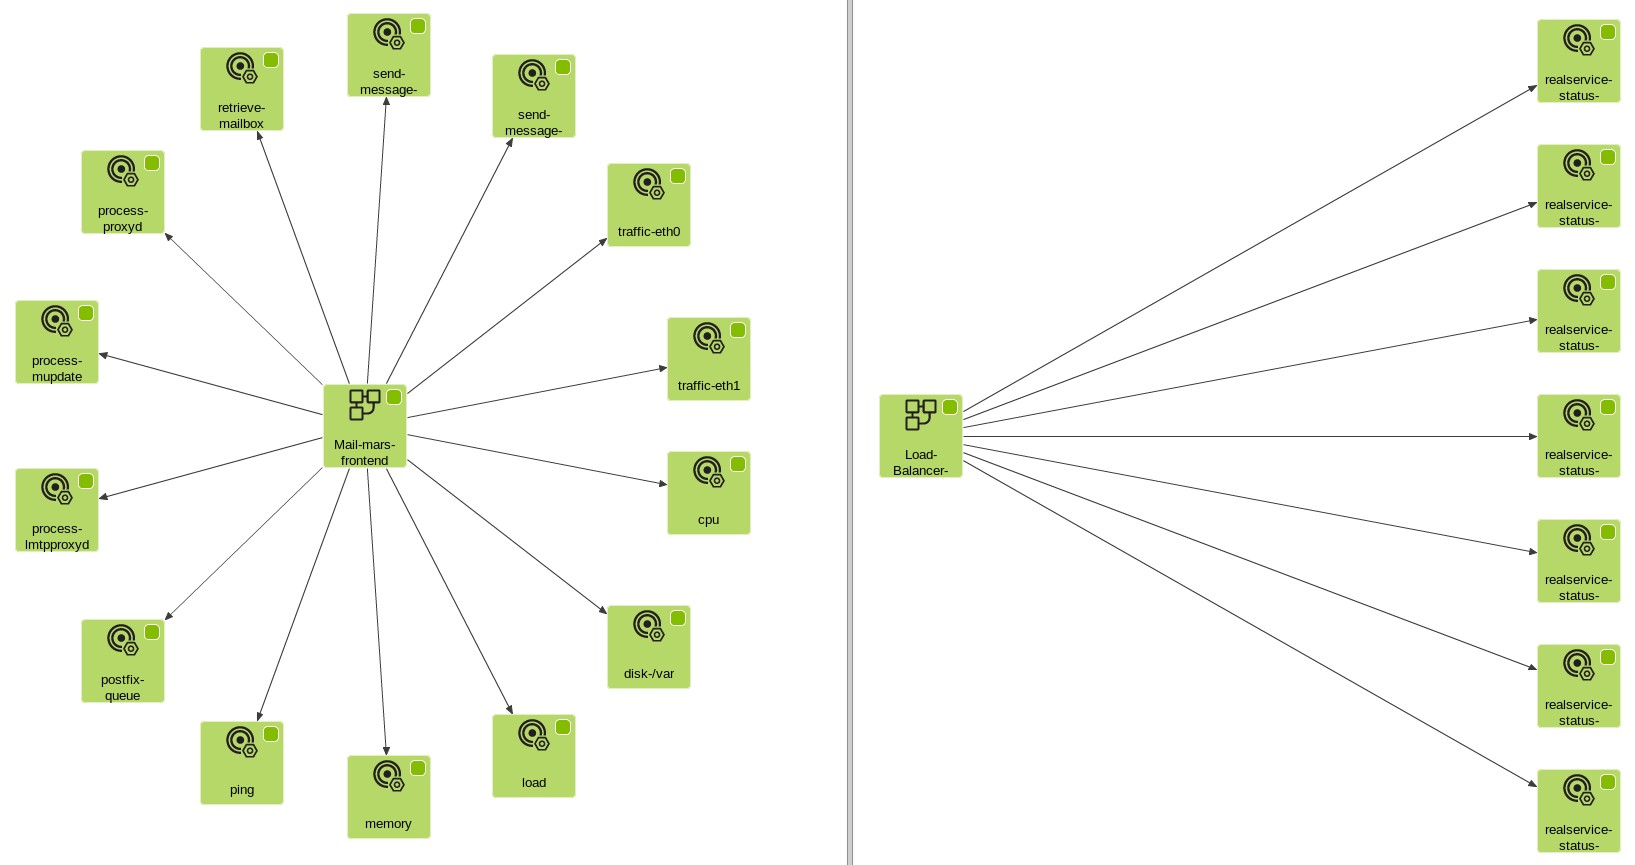 send-
message-
retrieve-
mailbox
send-
message-
process-
proxyd
traffic-eth0
process-
mupdate
traffic-eth1
Mail-mars-
frontend
process-
lmtpproxyd
cpu
postfix-
queue
disk-/var
ping
memory
load
realservice-
status-
realservice-
status-
realservice-
status-
Load-
Balancer-
realservice-
status-
realservice-
status-
realservice-
status-
realservice-
status-